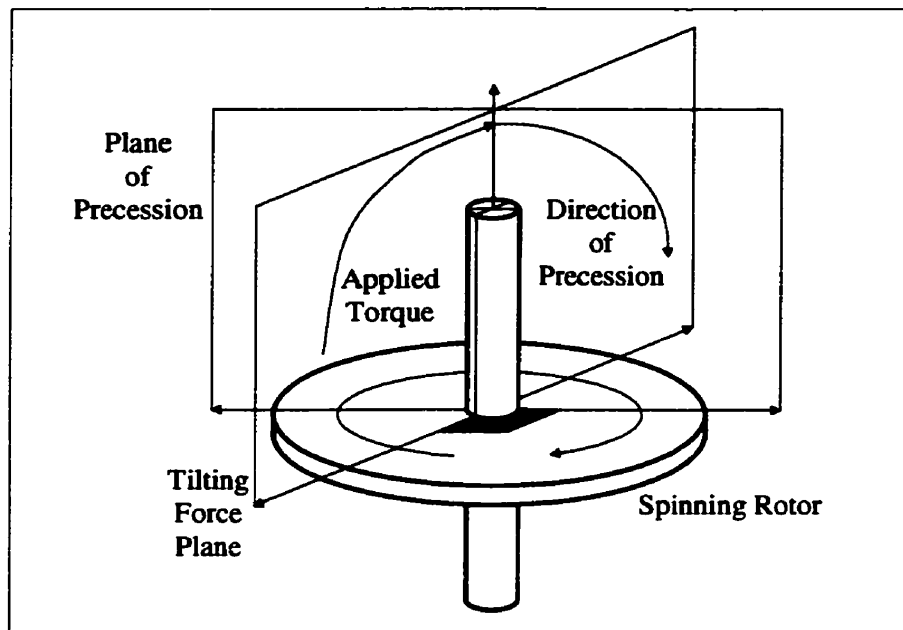 Plane
of
Precession
Direction
of
Precession
Applied
Torque
Tilting
Force
Plane
Spinning Rotor